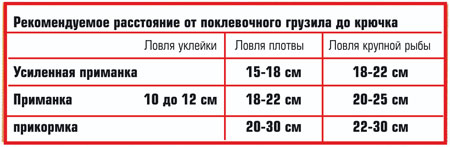 Рекомендуемое расстояние от поклевочного грузила до крючка
Ловля уклейки Ловля плотвы Ловля крупной рыбы
Усиленная приманка 15-18 см 18-22 см
Приманка 10 до 12 см 18-22 см 20-25 см
прикормка 20-30 см 22-30 см